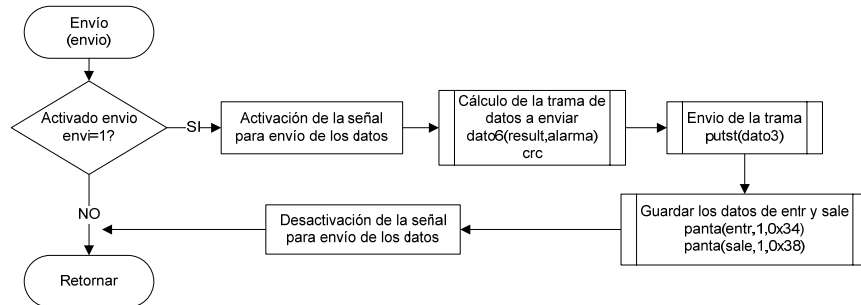 Envío
(envio)
Activado envio
envi=1?
SI
Activación de la señal
para envío de los datos
Cálculo de la trama de
datos a enviar
dato6(result,alarma)
crc
Envio de la trama
putst(dato3)
Guardar los datos de entr y sale
panta(entr,1,0x34)
panta(sale,1,0x38)
Desactivación de la señal
para envío de los datos
NO
Retornar